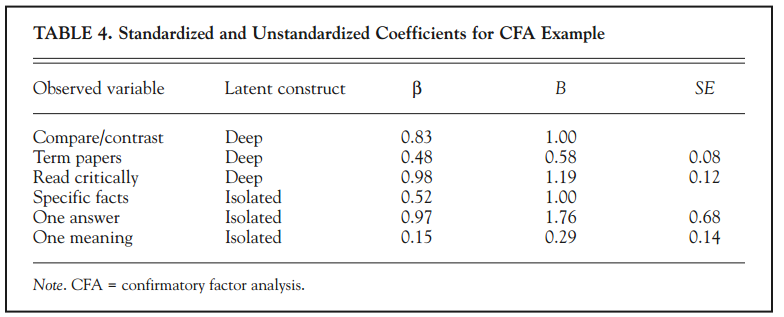 TABLE 4. Standardized and Unstandardized Coefficients for CFA Example
Observed variable Latent construct β B SE
Compare/contrast Deep 0.83 1.00
Term papers Deep 0.48 0.58 0.08
Read critically Deep 0.98 1.19 0.12
Specific facts Isolated 0.52 1.00
One answer Isolated 0.97 1.76 0.68
One meaning Isolated 0.15 0.29 0.14
Note. CFA = confirmatory factor analysis.